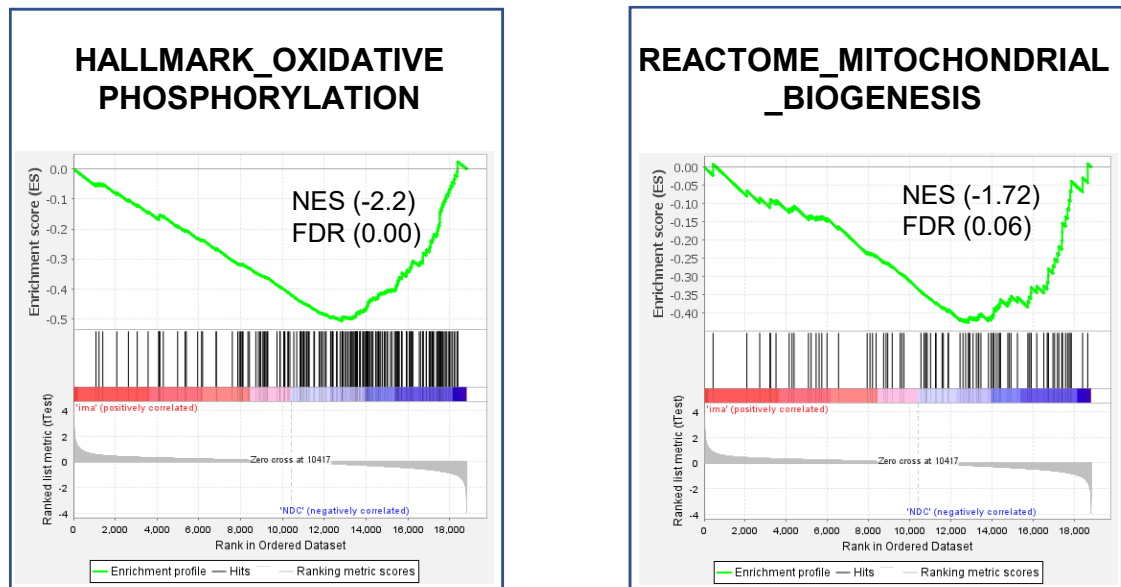 HALLMARK_OXIDATIVE
PHOSPHORYLATION
Enrichment score (ES)
0.0
-0.1
-0.2
-0.3
-0.4
-0.5
NES (-2.2)
FDR (0.00)
'ima' (positively correlated)
Ranked list metric (tTest)
4
2
0
-2
-4
Zero cross at 10417
'NDC' (negatively correlated)
0 2,000 4,000 6,000 8,000 10,000 12,000 14,000 16,000 18,000
Rank in Ordered Dataset
Enrichment profile Hits Ranking metric scores
REACTOME_MITOCHONDRIAL
_BIOGENESIS
Enrichment score (ES)
0.00
-0.05
-0.10
-0.15
-0.20
-0.25
-0.30
-0.35
-0.40
NES (-1.72)
FDR (0.06)
'ima' (positively correlated)
Ranked list metric (tTest)
4
2
0
-2
-4
Zero cross at 10417
'NDC' (negatively correlated)
0 2,000 4,000 6,000 8,000 10,000 12,000 14,000 16,000 18,000
Rank in Ordered Dataset
Enrichment profile Hits Ranking metric scores